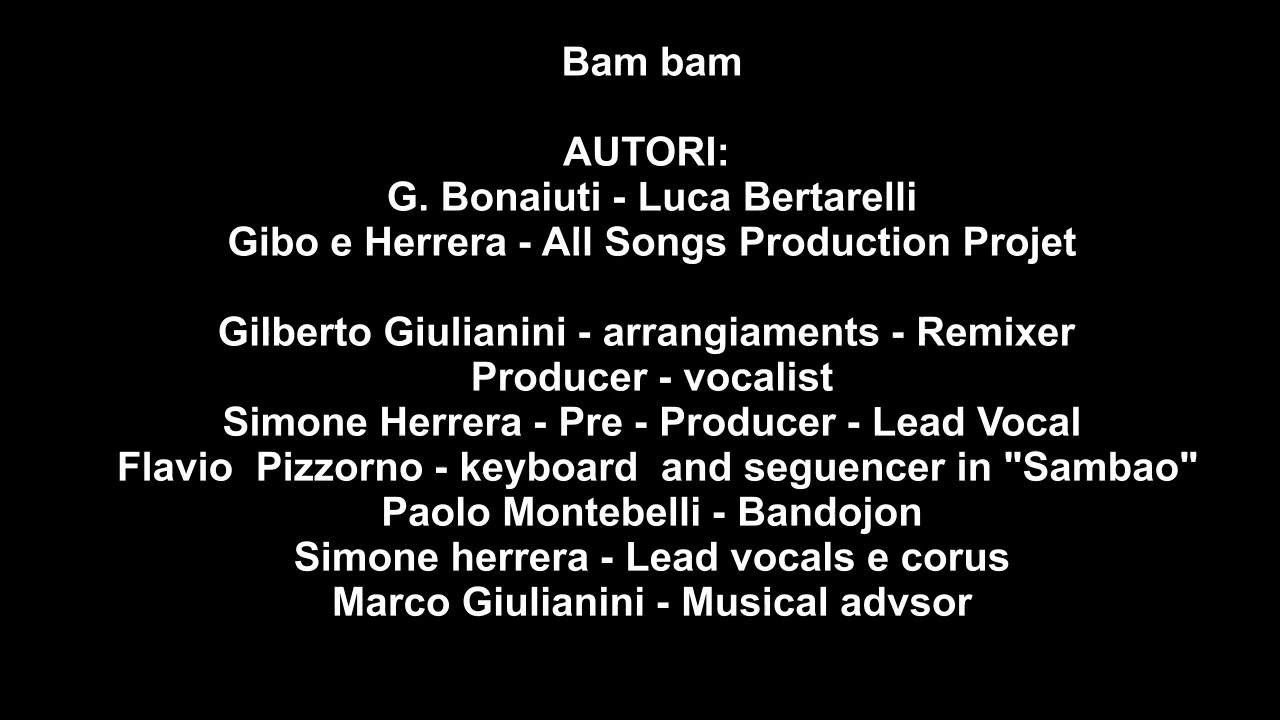 Bam bam
AUTORI:
G. Bonaiuti - Luca Bertarelli
Gibo e Herrera - All Songs Production Projet
Gilberto Giulianini - arrangiaments - Remixer
Producer - vocalist
Simone Herrera - Pre - Producer - Lead Vocal
Flavio  Pizzorno - keyboard  and seguencer in "Sambao"
Paolo Montebelli - Bandojon
Simone herrera - Lead vocals e corus
Marco Giulianini - Musical advsor